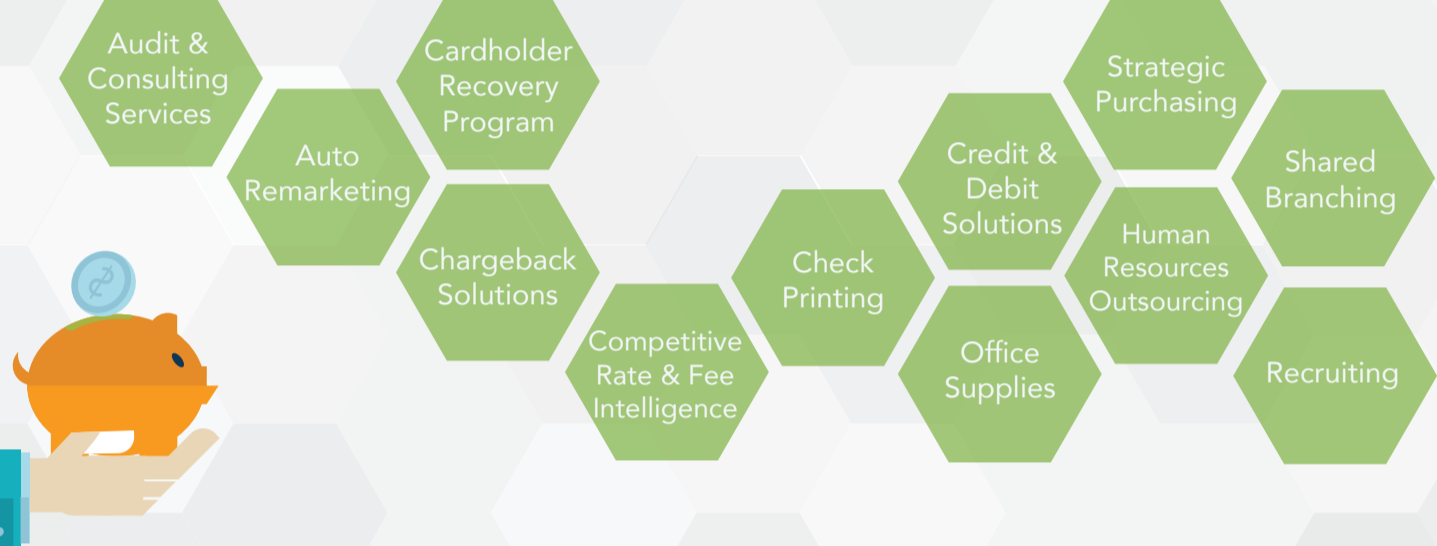 Audit &
Consulting
Services
Auto
Remarketing
Cardholder
Recovery
Program
Chargeback
Solutions
Competitive
Rate & Fee
Intelligence
Check
Printing
Credit &
Debit
Solutions
Office
Supplies
Strategic
Purchasing
Human
Resources
Outsourcing
Shared
Branching
Recruiting